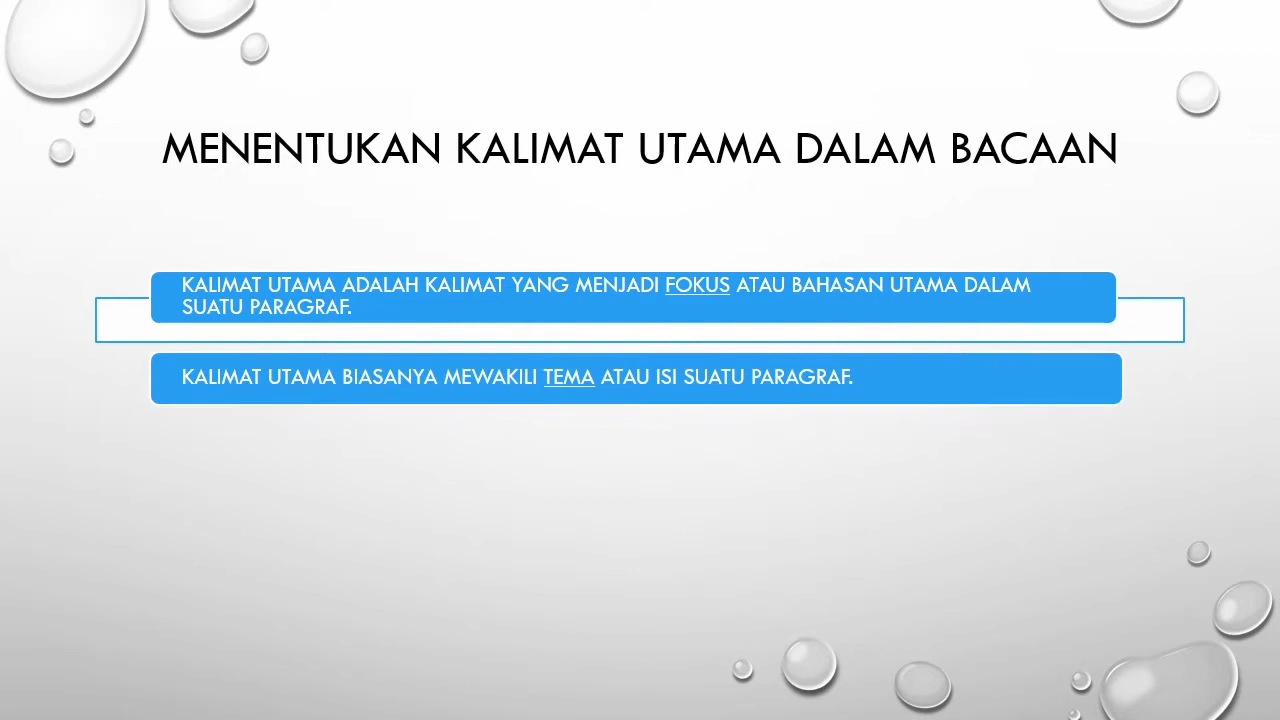 MENENTUKAN KALIMAT UTAMA DALAM BACAAN
KALIMAT UTAMA ADALAH KALIMAT YANG MENJADI FOKUS ATAU BAHASAN UTAMA DALAM
SUATU PARAGRAF.
KALIMAT UTAMA BIASANYA MEWAKILI TEMA ATAU ISI SUATU PARAGRAF.